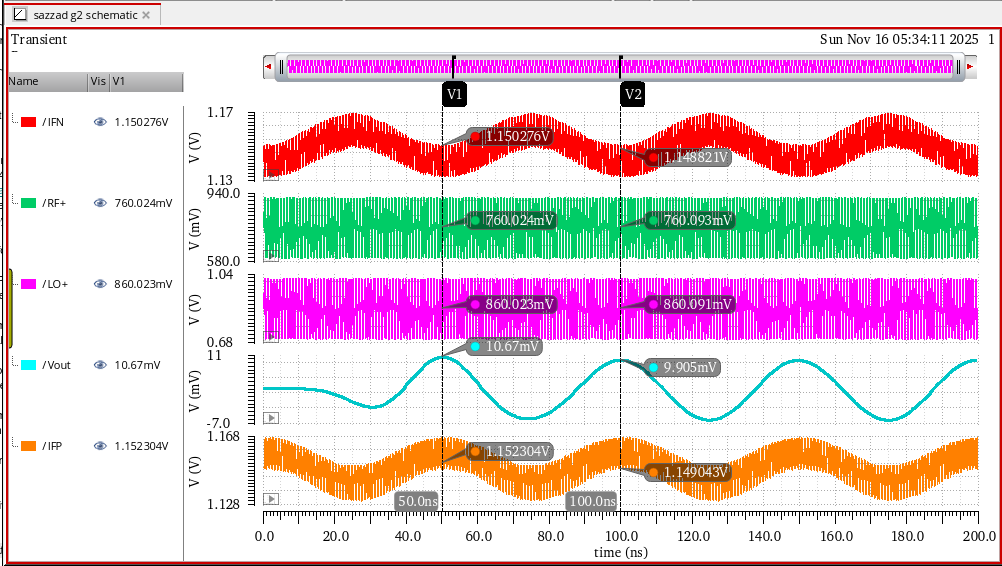 sazzad g2 schematic
Transient
Sun Nov 16 05:34:11 2025 1
Name Vis V1
V1 V2
/IFN 1.150276V
1.17
V (V)
1.13
1.150276V
1.148821V
/RF+ 760.024mV
940.0
V (mV)
580.0
760.024mV
760.093mV
/LO+ 860.023mV
1.04
V (V)
0.68
860.023mV
860.091mV
/Vout 10.67mV
11
V (mV)
-7.0
10.67mV
9.905mV
/IFP 1.152304V
1.168
V (V)
1.128
1.152304V
1.149043V
50.0ns 100.0ns
0.0 20.0 40.0 60.0 80.0 100.0 120.0 140.0 160.0 180.0 200.0
time (ns)